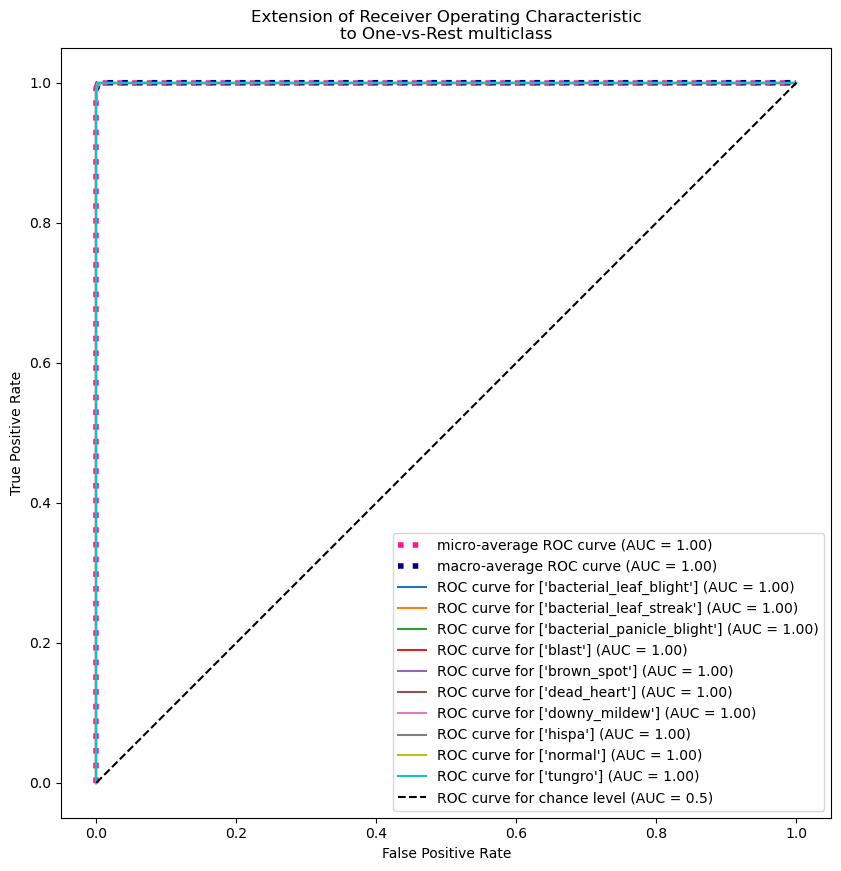 Extension of Receiver Operating Characteristic
to One-vs-Rest multiclass
1.0
0.8
0.6
0.4
0.2
0.0
True Positive Rate
micro-average ROC curve (AUC = 1.00)
macro-average ROC curve (AUC = 1.00)
ROC curve for ['bacterial_leaf_blight'] (AUC = 1.00)
ROC curve for ['bacterial_leaf_streak'] (AUC = 1.00)
ROC curve for ['bacterial_panicle_blight'] (AUC = 1.00)
ROC curve for ['blast'] (AUC = 1.00)
ROC curve for ['brown_spot'] (AUC = 1.00)
ROC curve for ['dead_heart'] (AUC = 1.00)
ROC curve for ['downy_mildew'] (AUC = 1.00)
ROC curve for ['hispa'] (AUC = 1.00)
ROC curve for ['normal'] (AUC = 1.00)
ROC curve for ['tungro'] (AUC = 1.00)
ROC curve for chance level (AUC = 0.5)
0.0 0.2 0.4 0.6 0.8 1.0
False Positive Rate